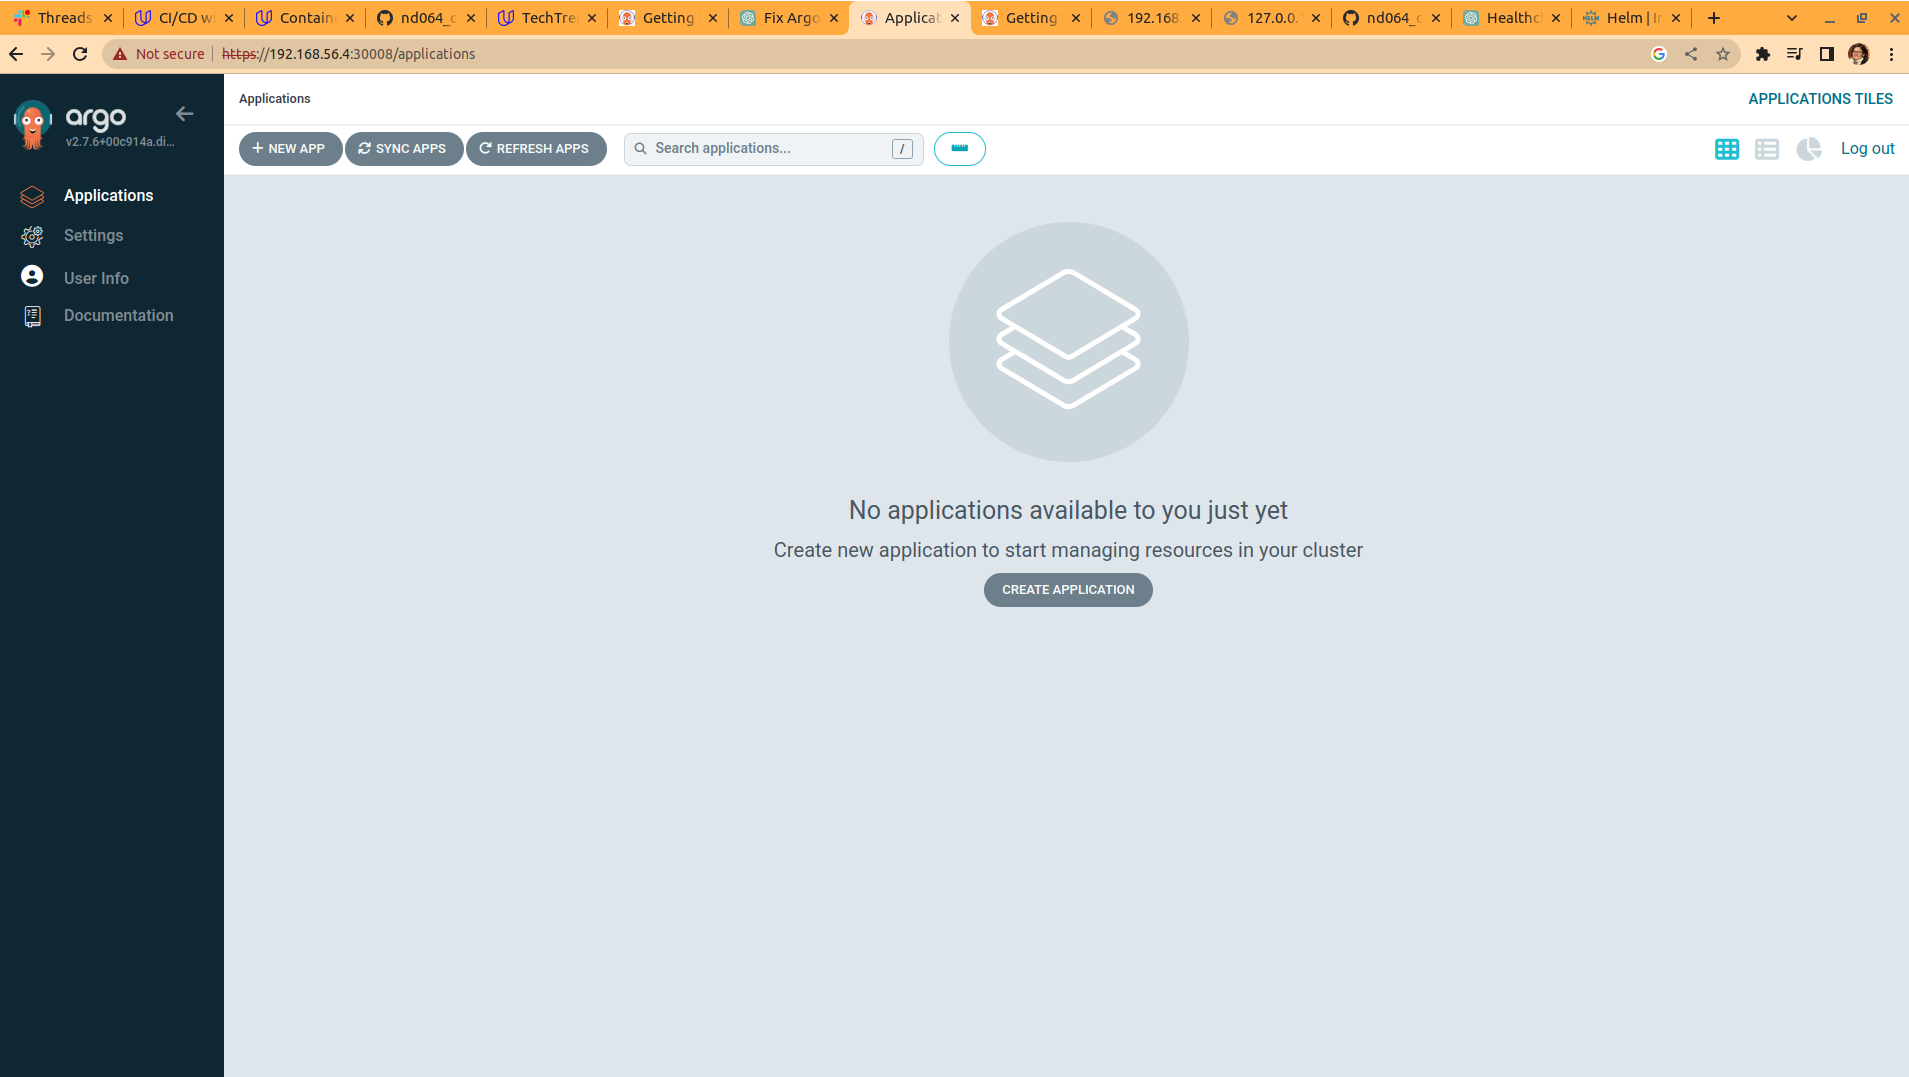 Threads CI/CD wi Contain nd064_c TechTre Getting Fix Argo Applicat Getting 192.168. 127.0.0. nd064_c Healthc Helm | I
Not secure https://192.168.56.4:30008/applications
argo
v2.7.6+00c914a.di...
Applications
Settings
User Info
Documentation
Applications
APPLICATIONS TILES
+ NEW APP SYNC APPS REFRESH APPS Search applications... / Log out
No applications available to you just yet
Create new application to start managing resources in your cluster
CREATE APPLICATION